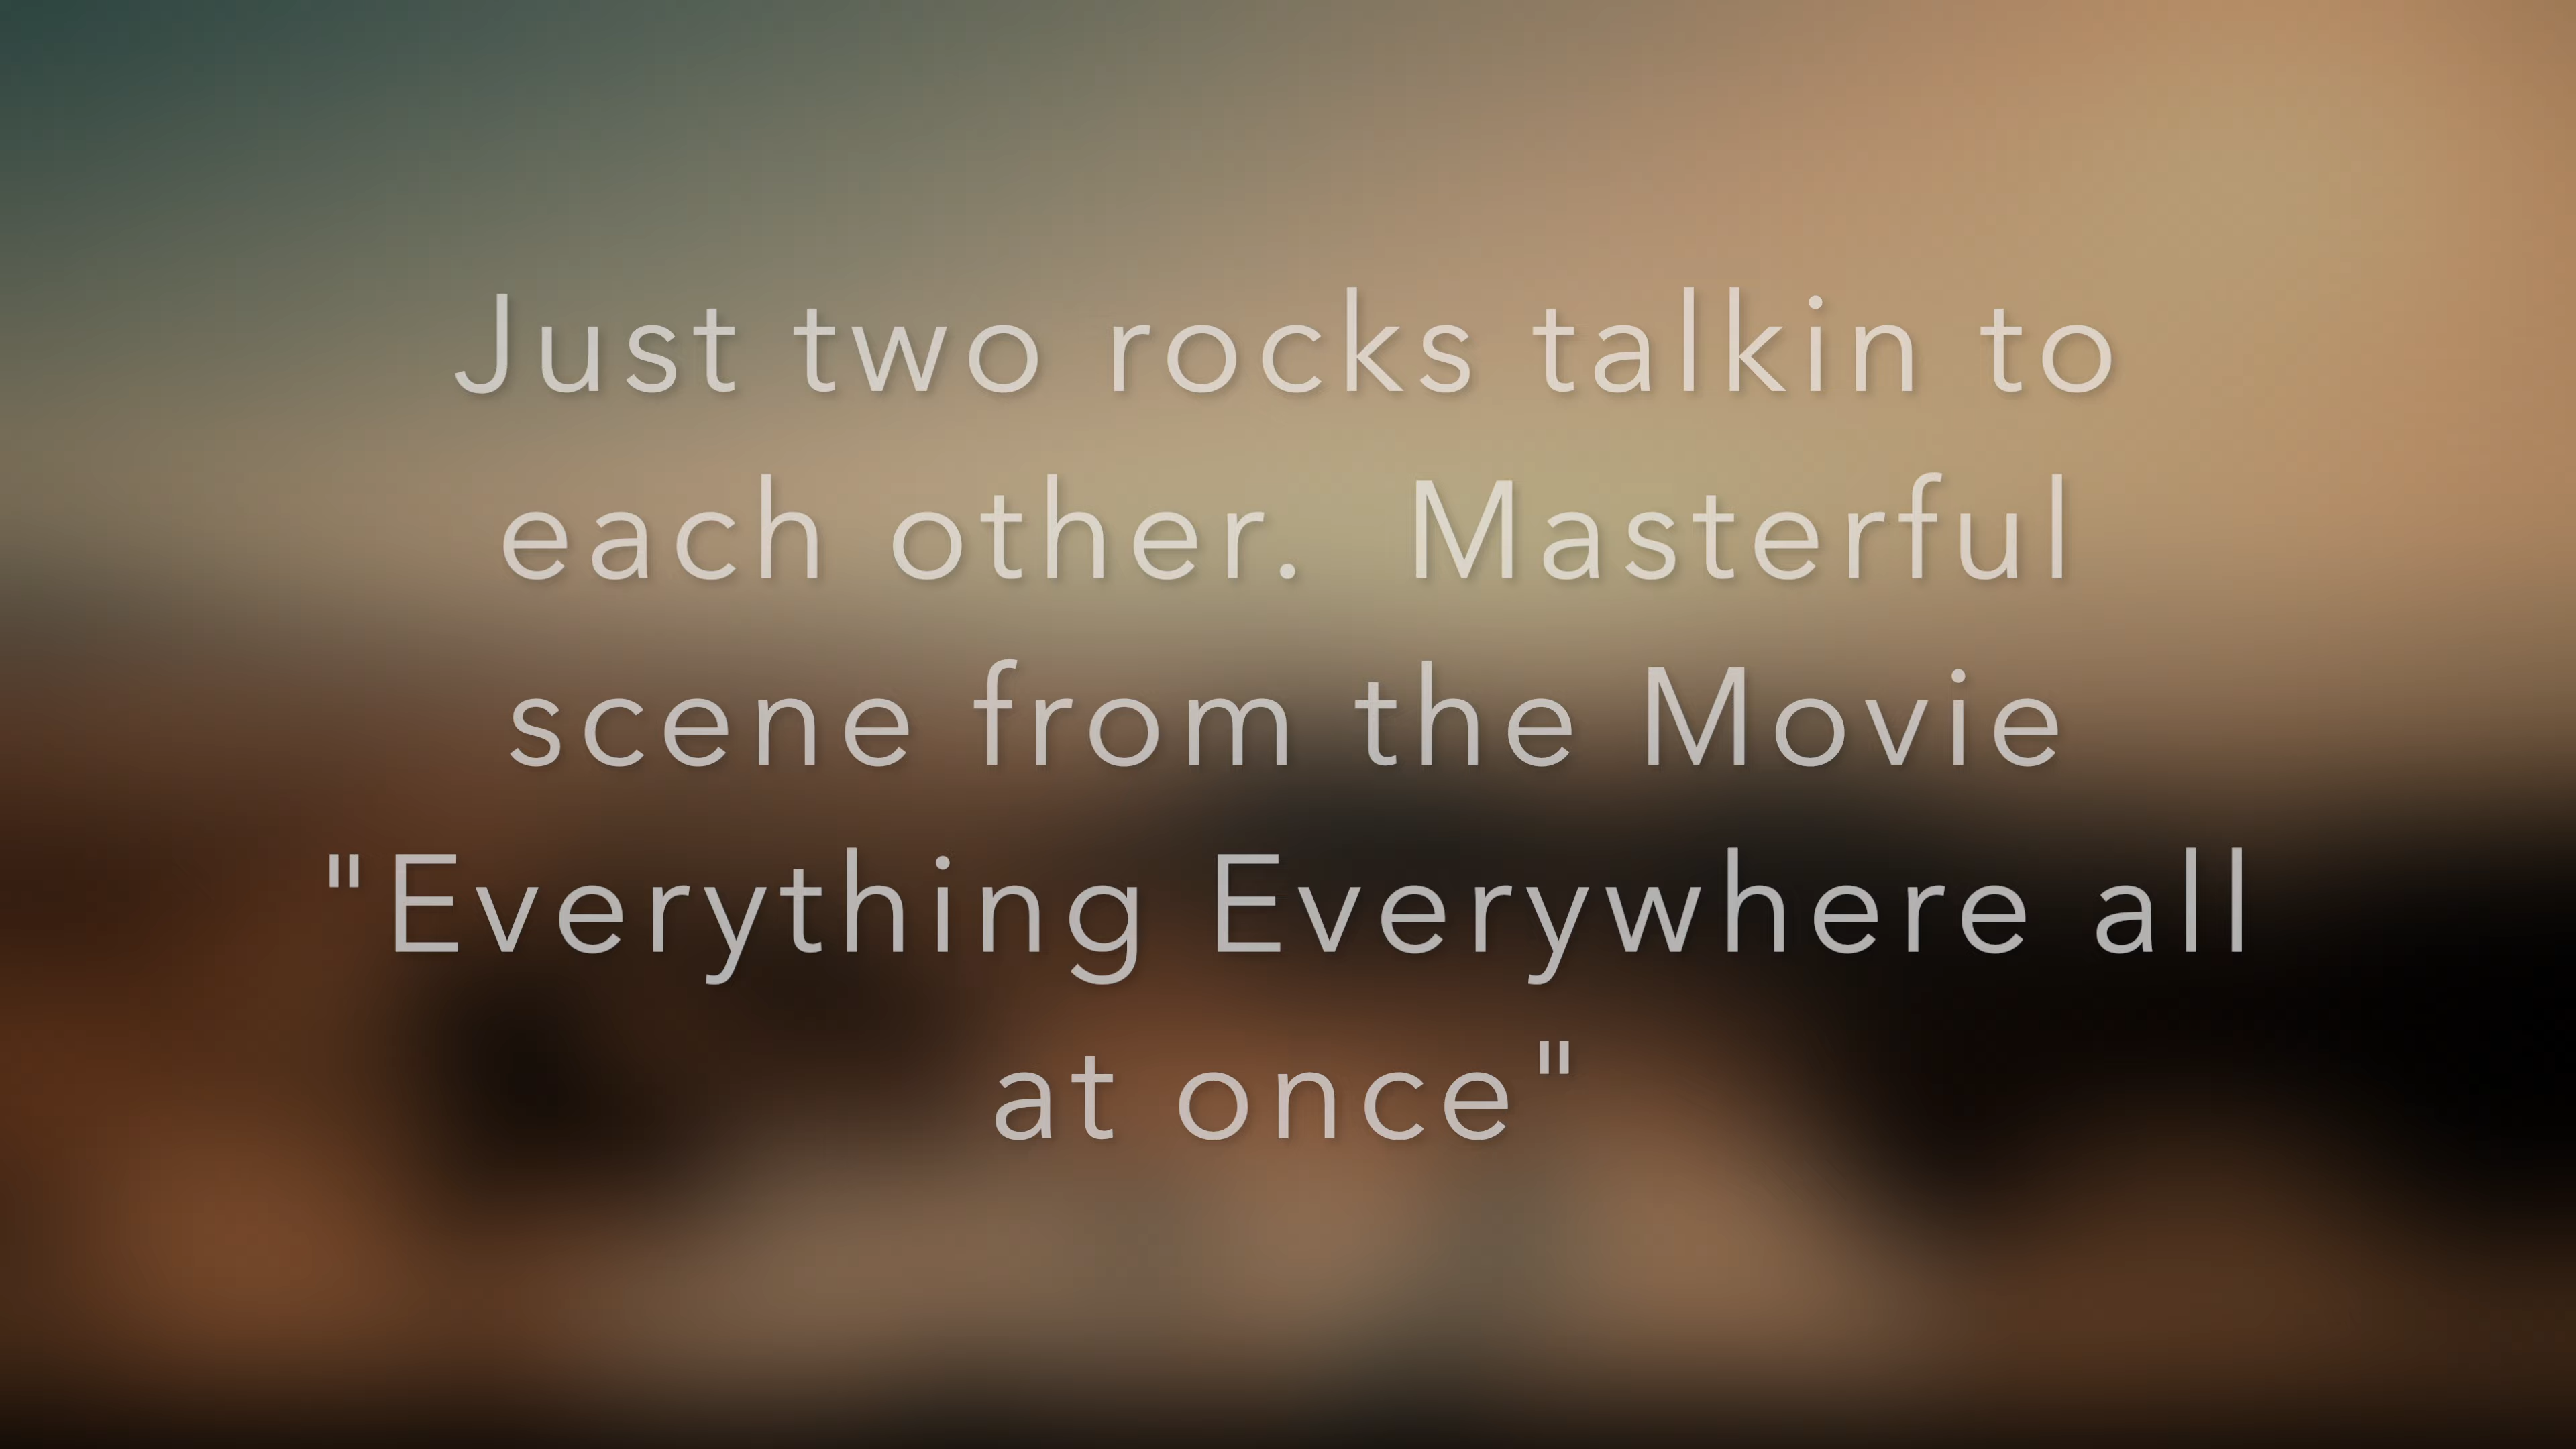 Just two rocks talkin to
each other.  Masterful
scene from the Movie
"Everything Everywhere all
at once"